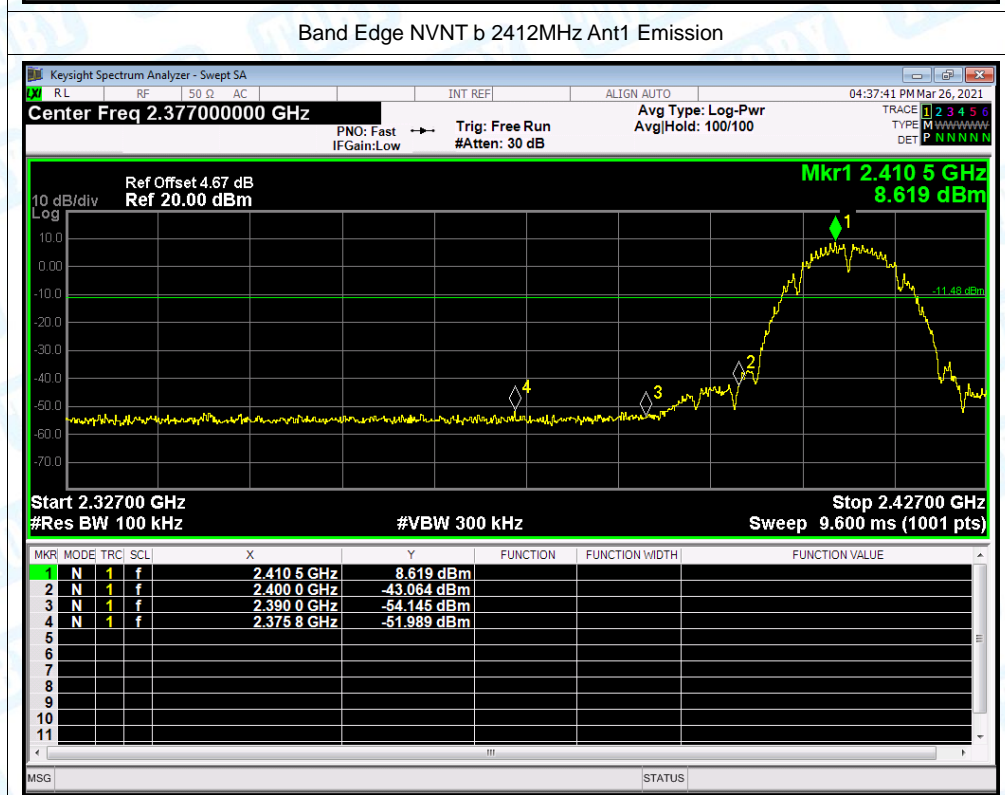 Band Edge NVNT b 2412MHz Ant1 Emission
Keysight Spectrum Analyzer - Swept SA
LXI RL RF 50 Ω AC INT REF ALIGN AUTO 04:37:41 PM Mar 26, 2021
Center Freq 2.377000000 GHz Avg Type: Log-Pwr TRACE 1 2 3 4 5 6
PNO: Fast Trig: Free Run Avg|Hold: 100/100 TYPE M WWWWW
IFGain:Low #Atten: 30 dB DET P N N N N N
Mkr1 2.410 5 GHz
Ref Offset 4.67 dB 8.619 dBm
10 dB/div Ref 20.00 dBm
Log
1
10.0
0.00
-10.0 -11.48 dBm
-20.0
-30.0
2
-40.0
4 3
-50.0
-60.0
-70.0
Start 2.32700 GHz Stop 2.42700 GHz
#Res BW 100 kHz #VBW 300 kHz Sweep 9.600 ms (1001 pts)
MKR MODE TRC SCL X Y FUNCTION FUNCTION WIDTH FUNCTION VALUE
1 N 1 f 2.410 5 GHz 8.619 dBm
2 N 1 f 2.400 0 GHz -43.064 dBm
3 N 1 f 2.390 0 GHz -54.145 dBm
4 N 1 f 2.375 8 GHz -51.989 dBm
5
6
7
8
9
10
11
MSG STATUS